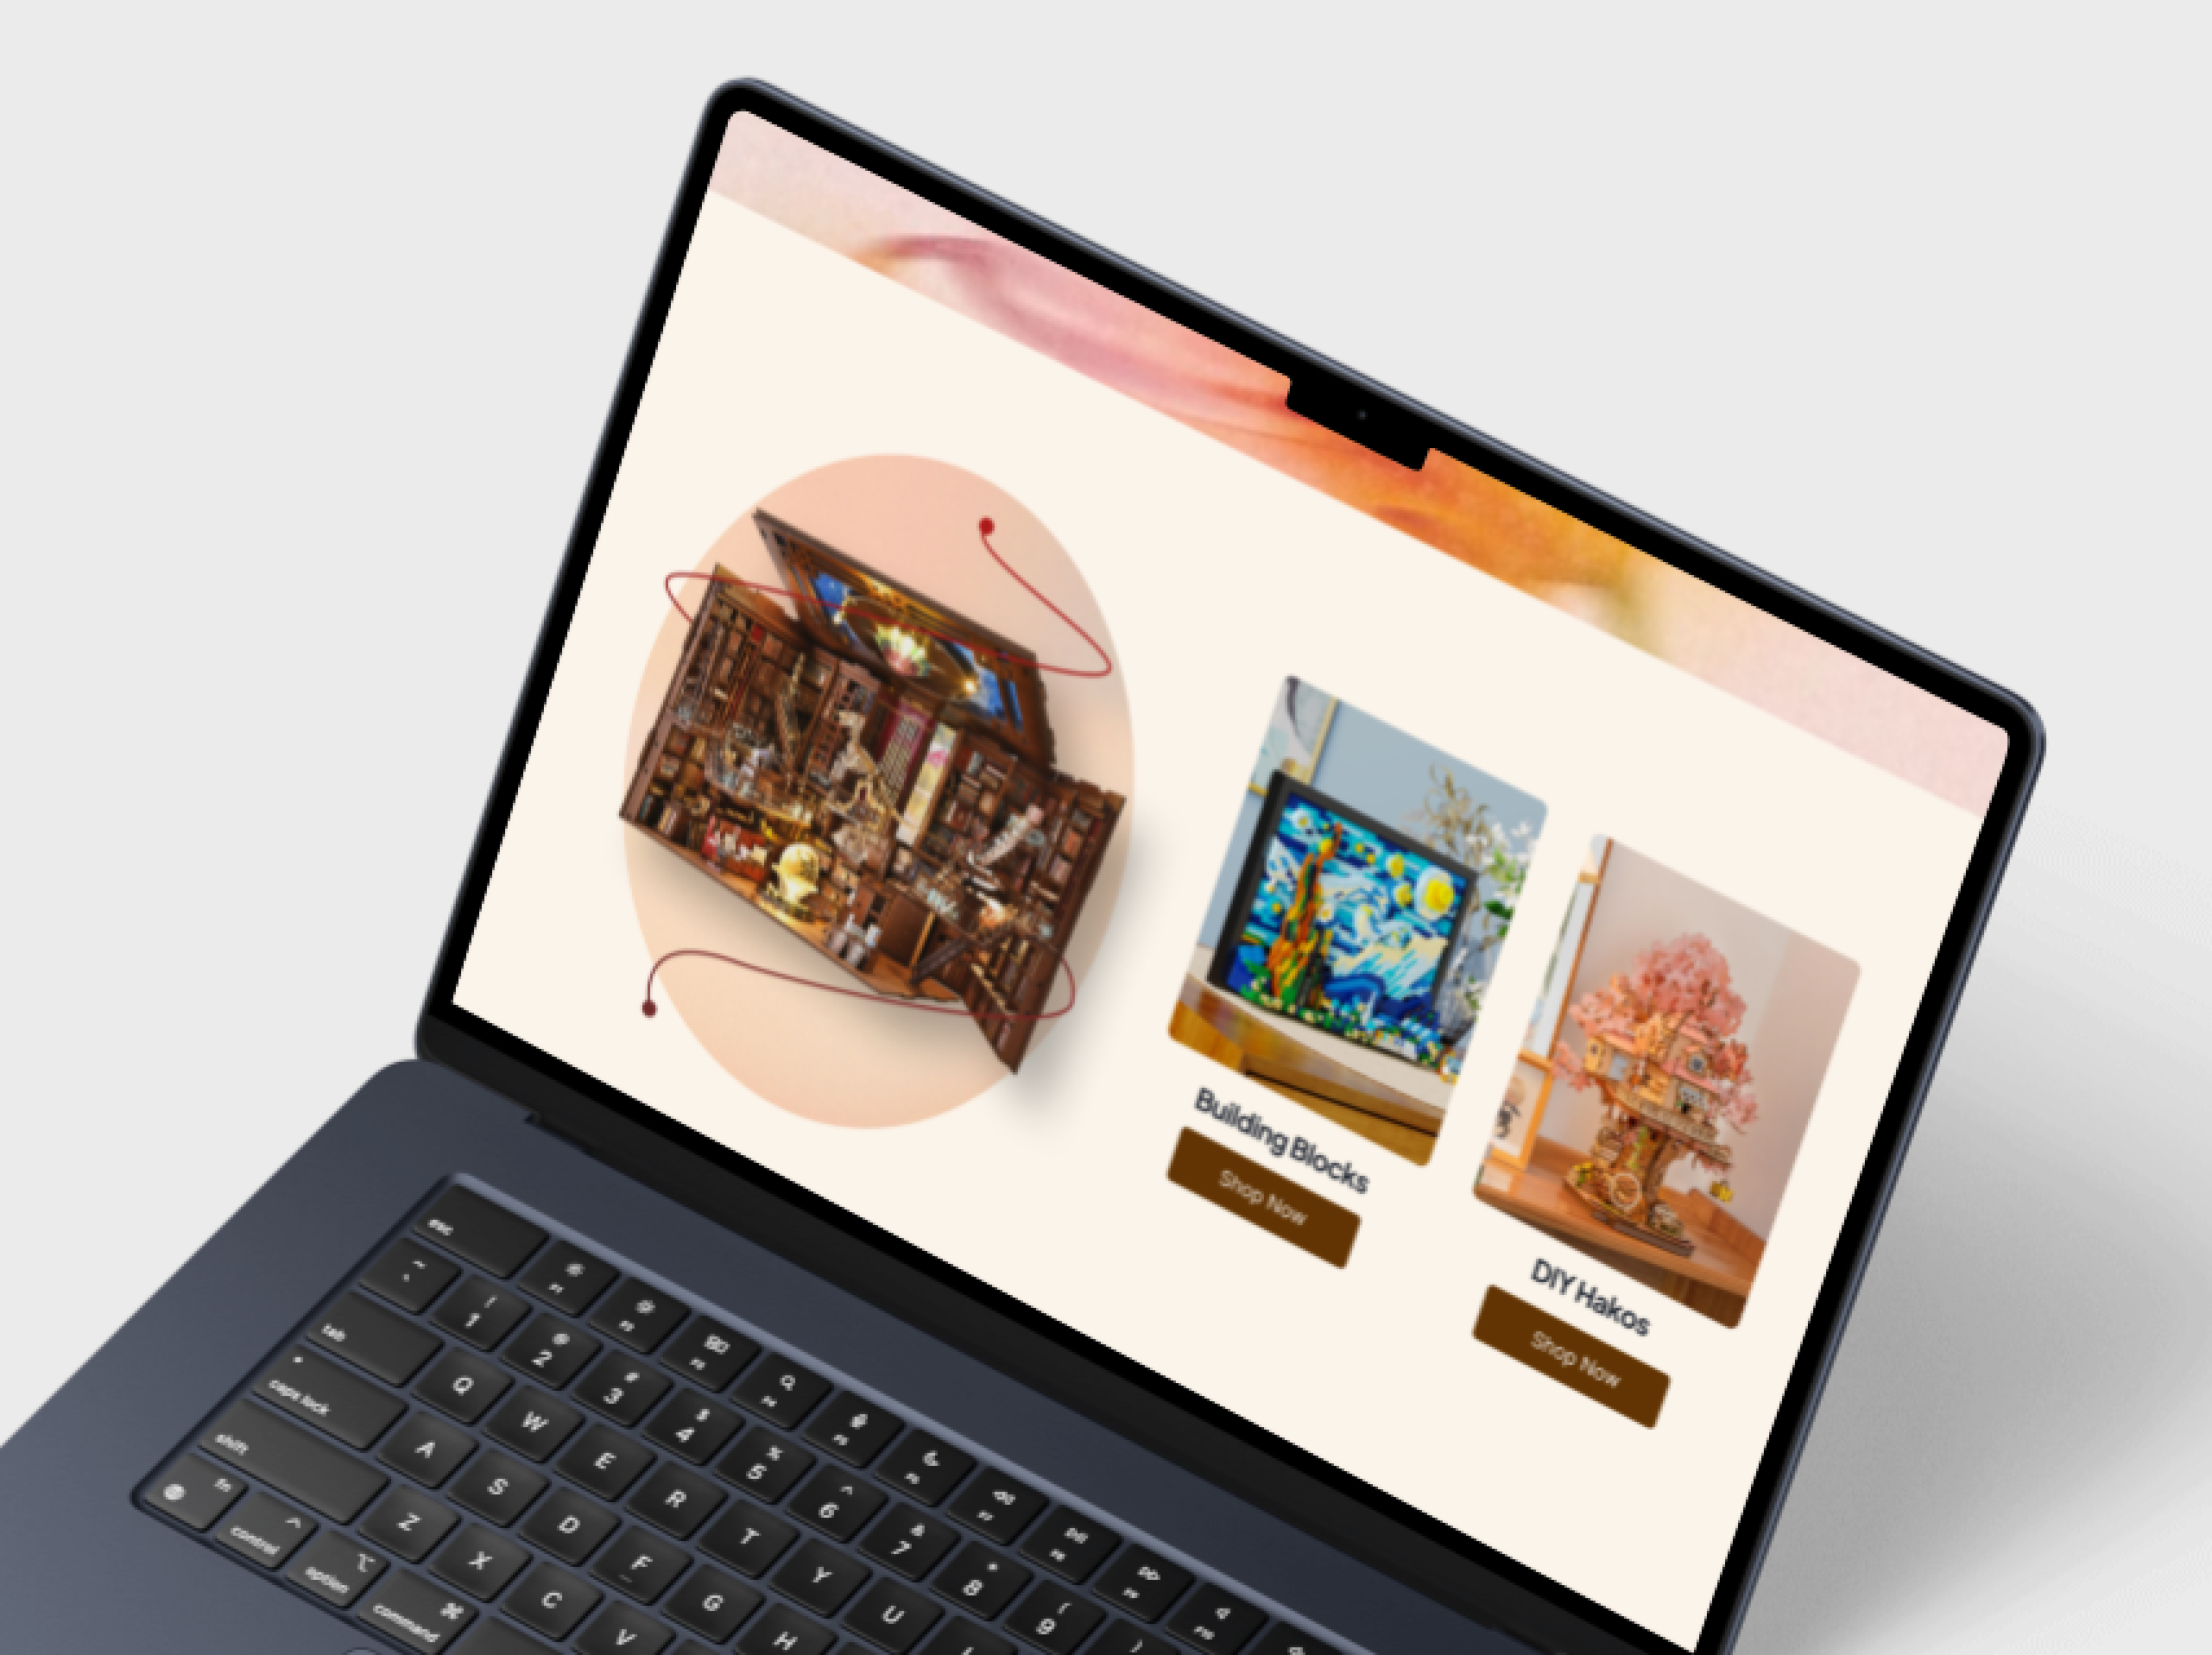 Building Blocks
Shop Now
DIY Hakos
Shop Now
esc
1
2
3
4
5
6
7
8
9
tab
Q
W
E
R
T
Y
U
caps lock
A
S
D
F
G
H
shift
Z
X
C
V
fn
control
option
command